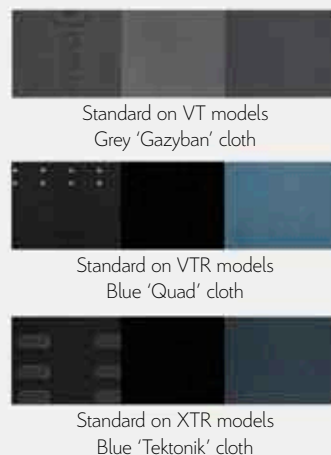 Standard on VT models
Grey ‘Gazyban’ cloth
Standard on VTR models
Blue ‘Quad’ cloth
Standard on XTR models
Blue ‘Tektonik’ cloth